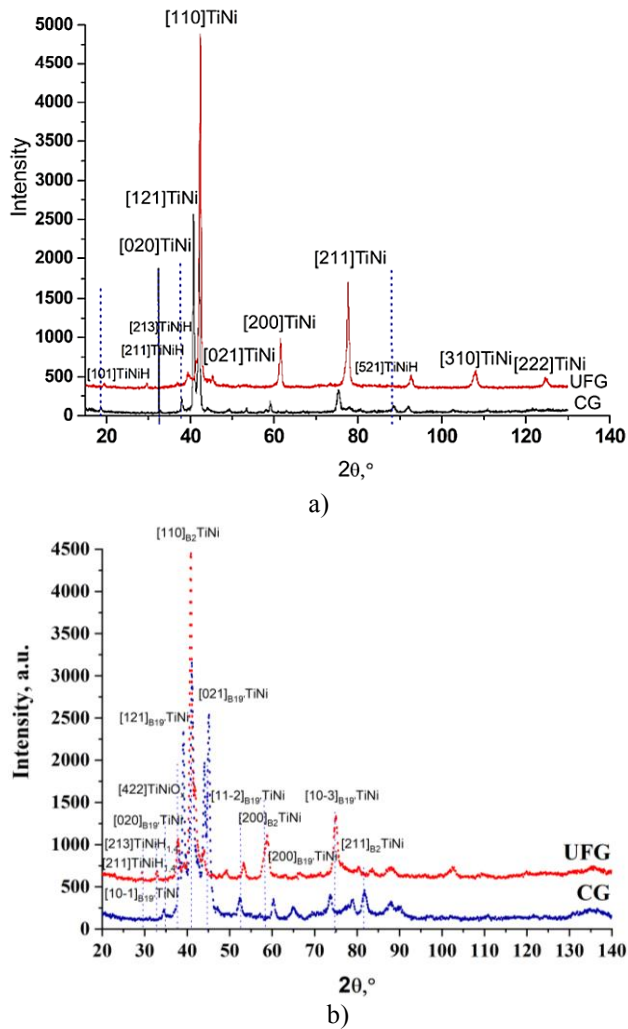 [110]TiNi
5000
4500
4000
3500
3000
2500
2000
1500
1000
500
0
Intensity
[121]TiNi
[020]TiNi
[211]TiNi
[213]TiNiH
[200]TiNi
[211]TiNiH
[021]TiNi
[101]TiNiH
[521]TiNiH
[310]TiNi
[222]TiNi
UFG
CG
20 40 60 80 100 120 140
2θ,°
a)
[110]B2TiNi
4500
4000
3500
3000
2500
2000
1500
1000
500
0
Intensity, a.u.
[021]B19'TiNi
[121]B19'TiNi
[422]TiNiO
[11-2]B19'TiNi
[10-3]B19'TiNi
[020]B19'TiNi
[200]B2TiNi
[213]TiNiH1,4
[211]B2TiNi
[211]TiNiH1,4
[200]B19'TiNi
UFG
[10-1]B19'TiNi
CG
20 30 40 50 60 70 80 90 100 110 120 130 140
2θ,°
b)